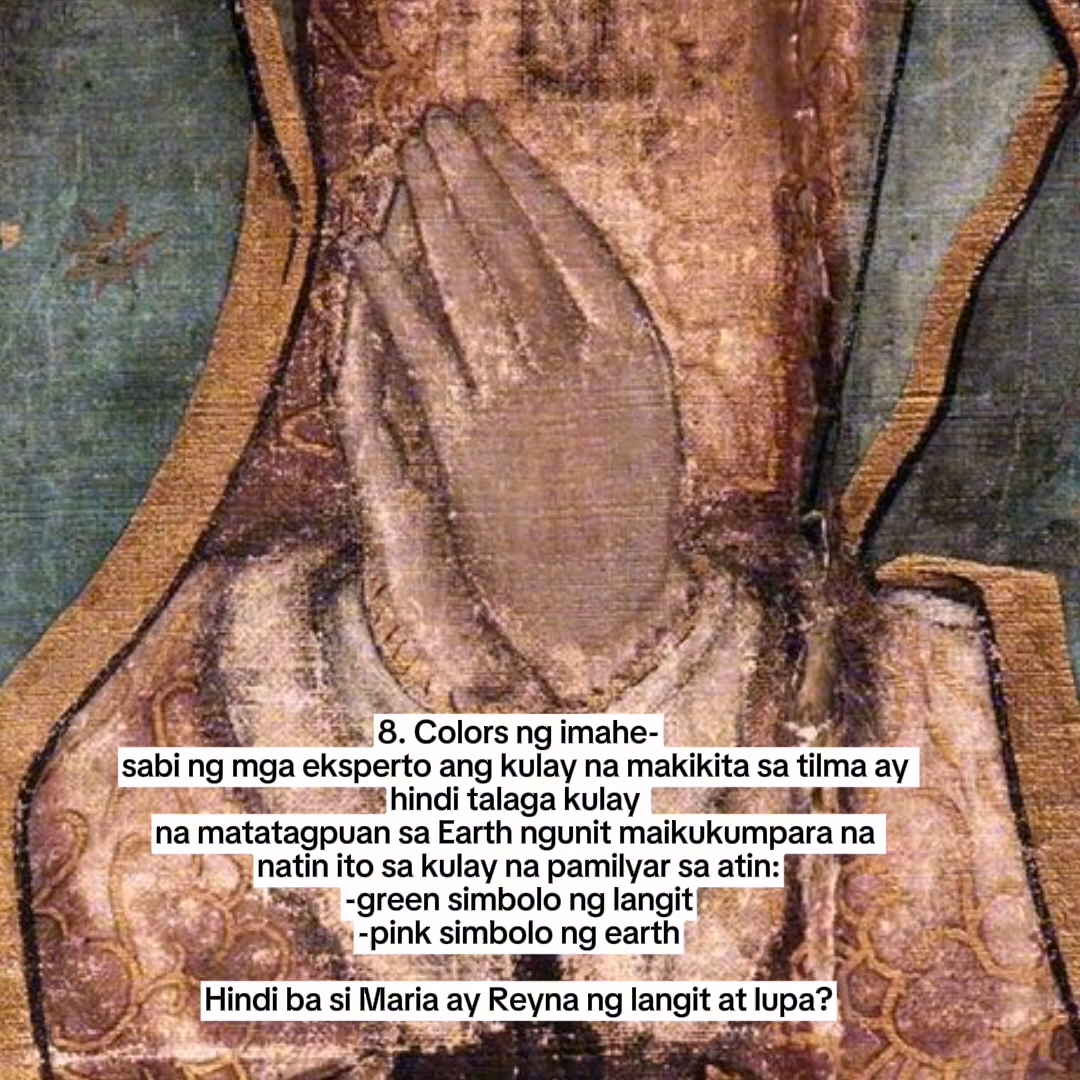 8. Colors ng imahe-
sabi ng mga eksperto ang kulay na makikita sa tilma ay
hindi talaga kulay
na matatagpuan sa Earth ngunit maikukumpara na
natin ito sa kulay na pamilyar sa atin:
-green simbolo ng langit
-pink simbolo ng earth
Hindi ba si Maria ay Reyna ng langit at lupa?